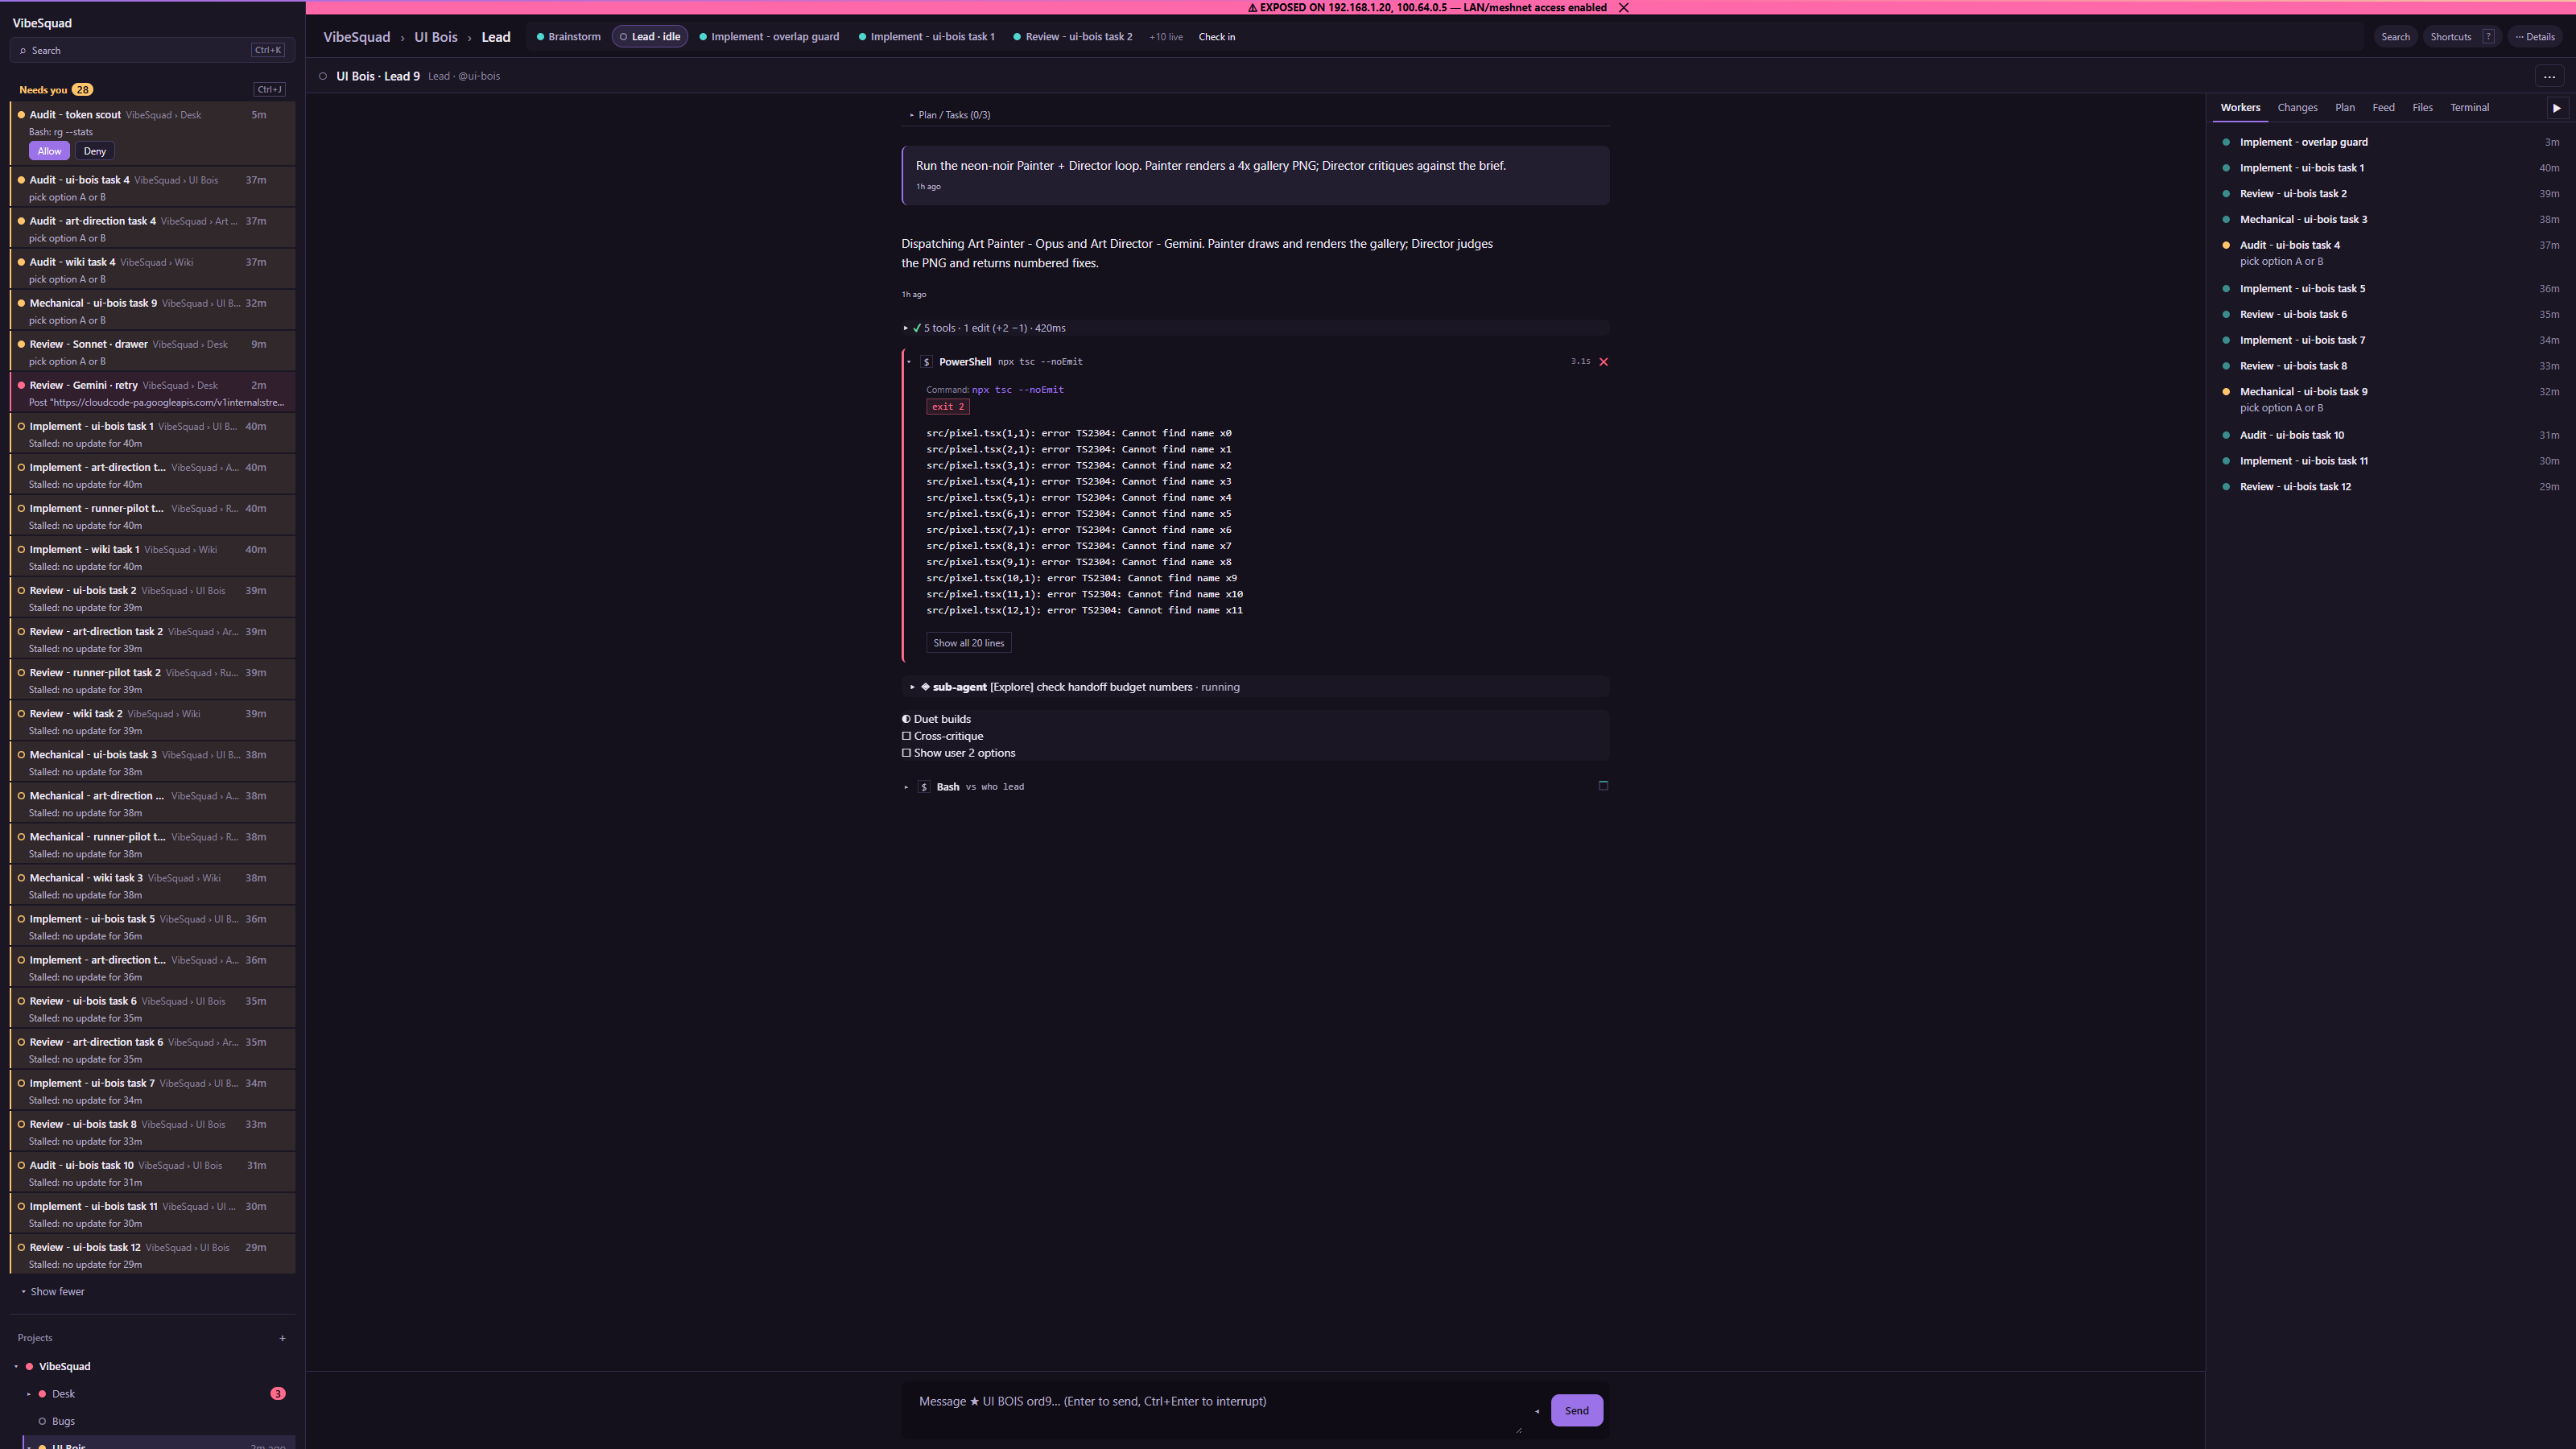 VibeSquad
Search Ctrl+K
Needs you 28 Ctrl+J
Audit - token scout VibeSquad › Desk 5m
Bash: rg --stats
Allow Deny
Audit - ui-bois task 4 VibeSquad › UI Bois 37m
pick option A or B
Audit - art-direction task 4 VibeSquad › Art ... 37m
pick option A or B
Audit - wiki task 4 VibeSquad › Wiki 37m
pick option A or B
Mechanical - ui-bois task 9 VibeSquad › UI B... 32m
pick option A or B
Review - Sonnet · drawer VibeSquad › Desk 9m
pick option A or B
Review - Gemini · retry VibeSquad › Desk 2m
Post "https://cloudcode-pa.googleapis.com/v1internal:stre...
Implement - ui-bois task 1 VibeSquad › UI B... 40m
Stalled: no update for 40m
Implement - art-direction t... VibeSquad › A... 40m
Stalled: no update for 40m
Implement - runner-pilot t... VibeSquad › R... 40m
Stalled: no update for 40m
Implement - wiki task 1 VibeSquad › Wiki 40m
Stalled: no update for 40m
Review - ui-bois task 2 VibeSquad › UI Bois 39m
Stalled: no update for 39m
Review - art-direction task 2 VibeSquad › Ar... 39m
Stalled: no update for 39m
Review - runner-pilot task 2 VibeSquad › Ru... 39m
Stalled: no update for 39m
Review - wiki task 2 VibeSquad › Wiki 39m
Stalled: no update for 39m
Mechanical - ui-bois task 3 VibeSquad › UI B... 38m
Stalled: no update for 38m
Mechanical - art-direction ... VibeSquad › A... 38m
Stalled: no update for 38m
Mechanical - runner-pilot t... VibeSquad › R... 38m
Stalled: no update for 38m
Mechanical - wiki task 3 VibeSquad › Wiki 38m
Stalled: no update for 38m
Implement - ui-bois task 5 VibeSquad › UI B... 36m
Stalled: no update for 36m
Implement - art-direction t... VibeSquad › A... 36m
Stalled: no update for 36m
Review - ui-bois task 6 VibeSquad › UI Bois 35m
Stalled: no update for 35m
Review - art-direction task 6 VibeSquad › Ar... 35m
Stalled: no update for 35m
Implement - ui-bois task 7 VibeSquad › UI B... 34m
Stalled: no update for 34m
Review - ui-bois task 8 VibeSquad › UI Bois 33m
Stalled: no update for 33m
Audit - ui-bois task 10 VibeSquad › UI Bois 31m
Stalled: no update for 31m
Implement - ui-bois task 11 VibeSquad › UI ... 30m
Stalled: no update for 30m
Review - ui-bois task 12 VibeSquad › UI Bois 29m
Stalled: no update for 29m
Show fewer
Projects +
VibeSquad
Desk 3
Bugs
UI Bois 2m ago
⚠ EXPOSED ON 192.168.1.20, 100.64.0.5 — LAN/meshnet access enabled
VibeSquad › UI Bois › Lead
Brainstorm Lead · idle Implement - overlap guard Implement - ui-bois task 1 Review - ui-bois task 2 +10 live Check in
Search Shortcuts ? ··· Details
UI Bois · Lead 9 Lead · @ui-bois ...
Plan / Tasks (0/3)
Run the neon-noir Painter + Director loop. Painter renders a 4x gallery PNG; Director critiques against the brief.
1h ago
Dispatching Art Painter - Opus and Art Director - Gemini. Painter draws and renders the gallery; Director judges
the PNG and returns numbered fixes.
1h ago
✓ 5 tools · 1 edit (+2 −1) · 420ms
$ PowerShell npx tsc --noEmit 3.1s
Command: npx tsc --noEmit
exit 2
src/pixel.tsx(1,1): error TS2304: Cannot find name x0
src/pixel.tsx(2,1): error TS2304: Cannot find name x1
src/pixel.tsx(3,1): error TS2304: Cannot find name x2
src/pixel.tsx(4,1): error TS2304: Cannot find name x3
src/pixel.tsx(5,1): error TS2304: Cannot find name x4
src/pixel.tsx(6,1): error TS2304: Cannot find name x5
src/pixel.tsx(7,1): error TS2304: Cannot find name x6
src/pixel.tsx(8,1): error TS2304: Cannot find name x7
src/pixel.tsx(9,1): error TS2304: Cannot find name x8
src/pixel.tsx(10,1): error TS2304: Cannot find name x9
src/pixel.tsx(11,1): error TS2304: Cannot find name x10
src/pixel.tsx(12,1): error TS2304: Cannot find name x11
Show all 20 lines
sub-agent [Explore] check handoff budget numbers · running
◐ Duet builds
☐ Cross-critique
☐ Show user 2 options
$ Bash vs who lead
Message ★ UI BOIS ord9... (Enter to send, Ctrl+Enter to interrupt)
Send
Workers Changes Plan Feed Files Terminal
Implement - overlap guard 3m
Implement - ui-bois task 1 40m
Review - ui-bois task 2 39m
Mechanical - ui-bois task 3 38m
Audit - ui-bois task 4 37m
pick option A or B
Implement - ui-bois task 5 36m
Review - ui-bois task 6 35m
Implement - ui-bois task 7 34m
Review - ui-bois task 8 33m
Mechanical - ui-bois task 9 32m
pick option A or B
Audit - ui-bois task 10 31m
Implement - ui-bois task 11 30m
Review - ui-bois task 12 29m